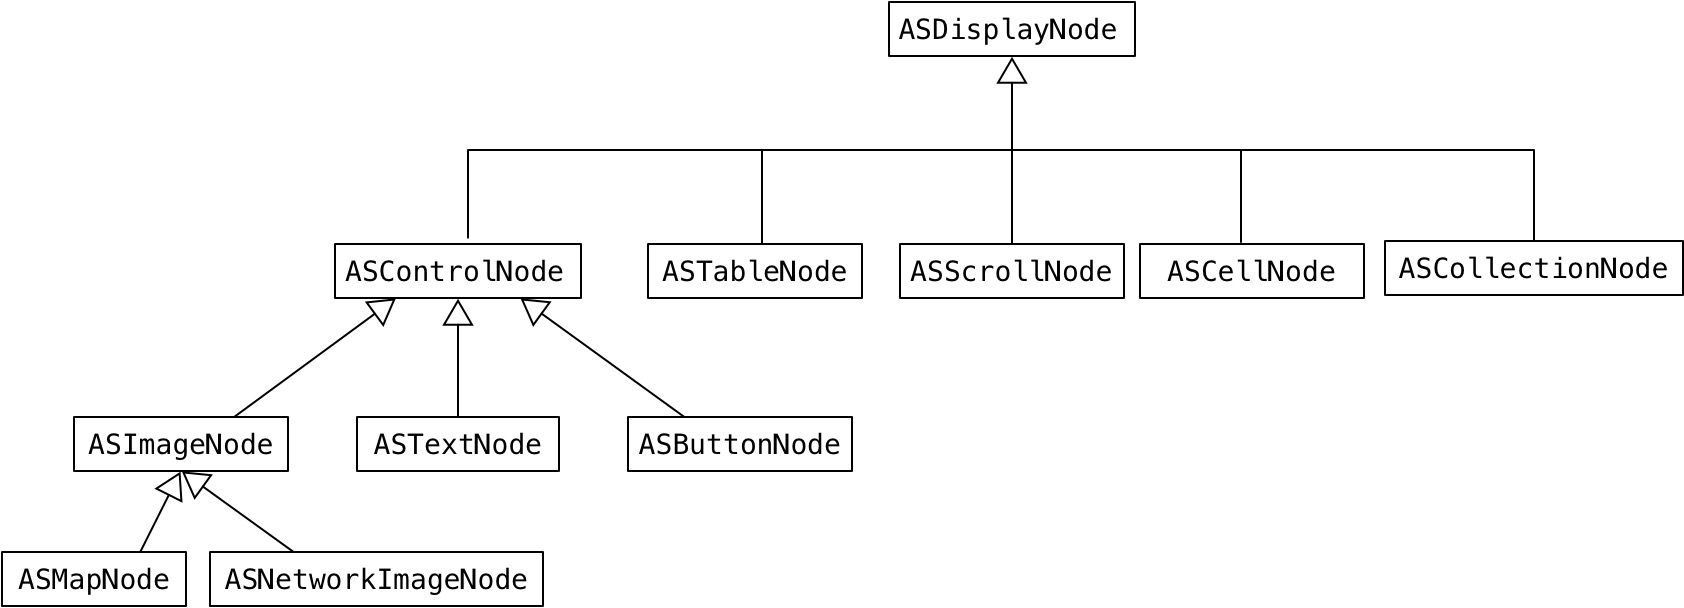 ASDisplayNode
ASControlNode
ASTableNode
ASScrollNode
ASCellNode
ASCollectionNode
ASImageNode
ASTextNode
ASButtonNode
ASMapNode
ASNetworkImageNode